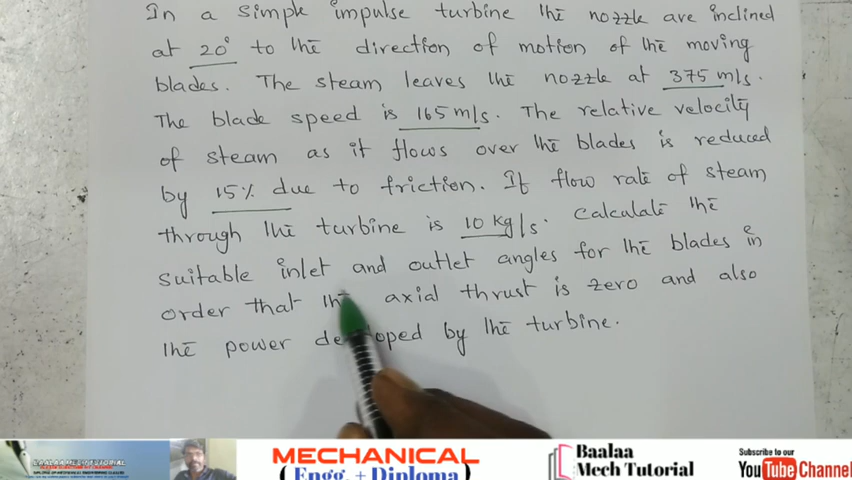 In a simple impulse turbine the nozzle are inclined
at 20° to the direction of motion of the moving
blades. The steam leaves the nozzle at 375 m/s.
The blade speed is 165 m/s. The relative velocity
of steam as it flows over the blades is reduced
by 15% due to friction. If flow rate of steam
through the turbine is 10 kg/s. Calculate the
suitable inlet and outlet angles for the blades in
order that the axial thrust is zero and also
the power developed by the turbine.
BAALAA MECH TUTORIAL
MECHANICAL
(Engg. + Diploma)
Baalaa
Mech Tutorial
Subscribe to our
YouTube Channel